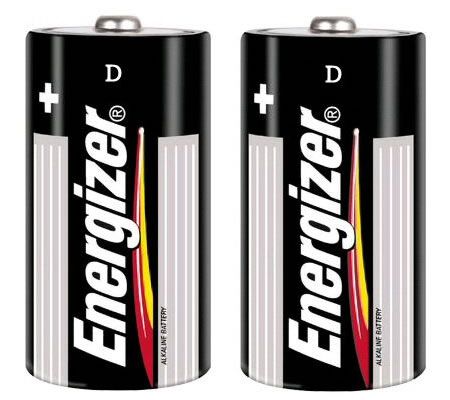 D
+
Energizer®
ALKALINE BATTERY
D
+
Energizer®
ALKALINE BATTERY